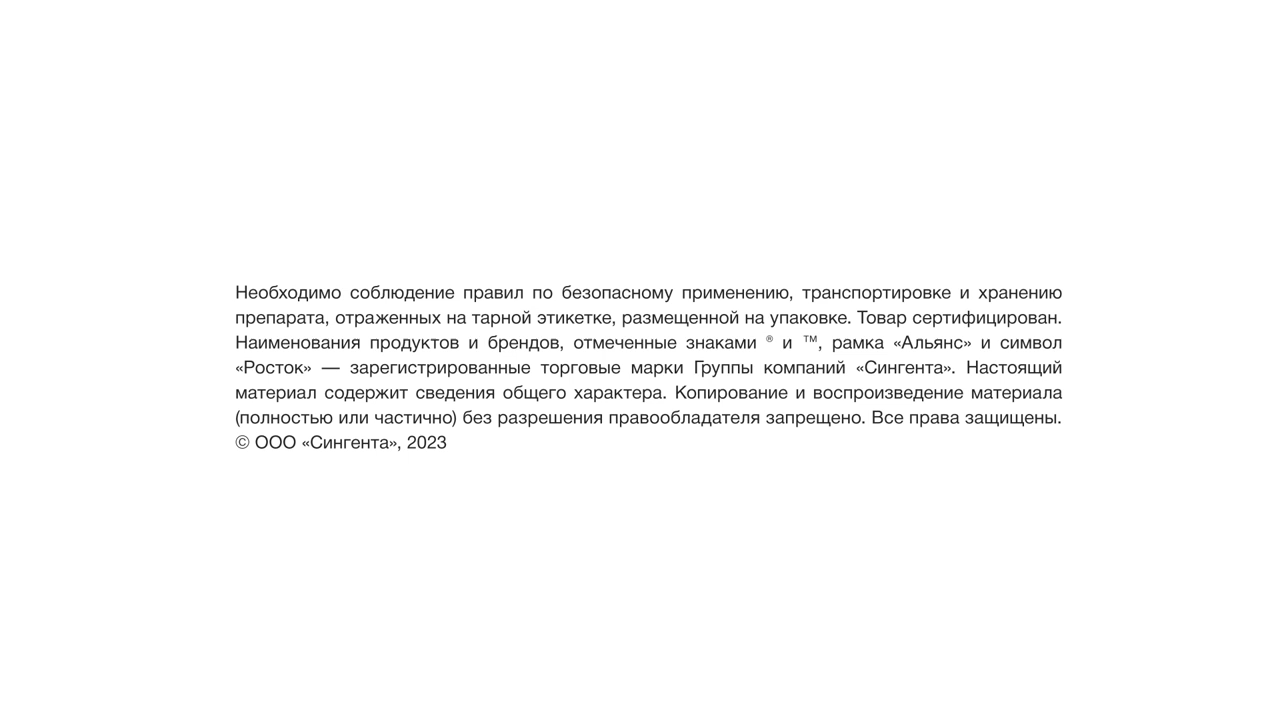 Необходимо соблюдение правил по безопасному применению, транспортировке и хранению
препарата, отраженных на тарной этикетке, размещенной на упаковке. Товар сертифицирован.
Наименования продуктов и брендов, отмеченные знаками ® и ™, рамка «Альянс» и символ
«Росток» — зарегистрированные торговые марки Группы компаний «Сингента». Настоящий
материал содержит сведения общего характера. Копирование и воспроизведение материала
(полностью или частично) без разрешения правообладателя запрещено. Все права защищены.
© ООО «Сингента», 2023